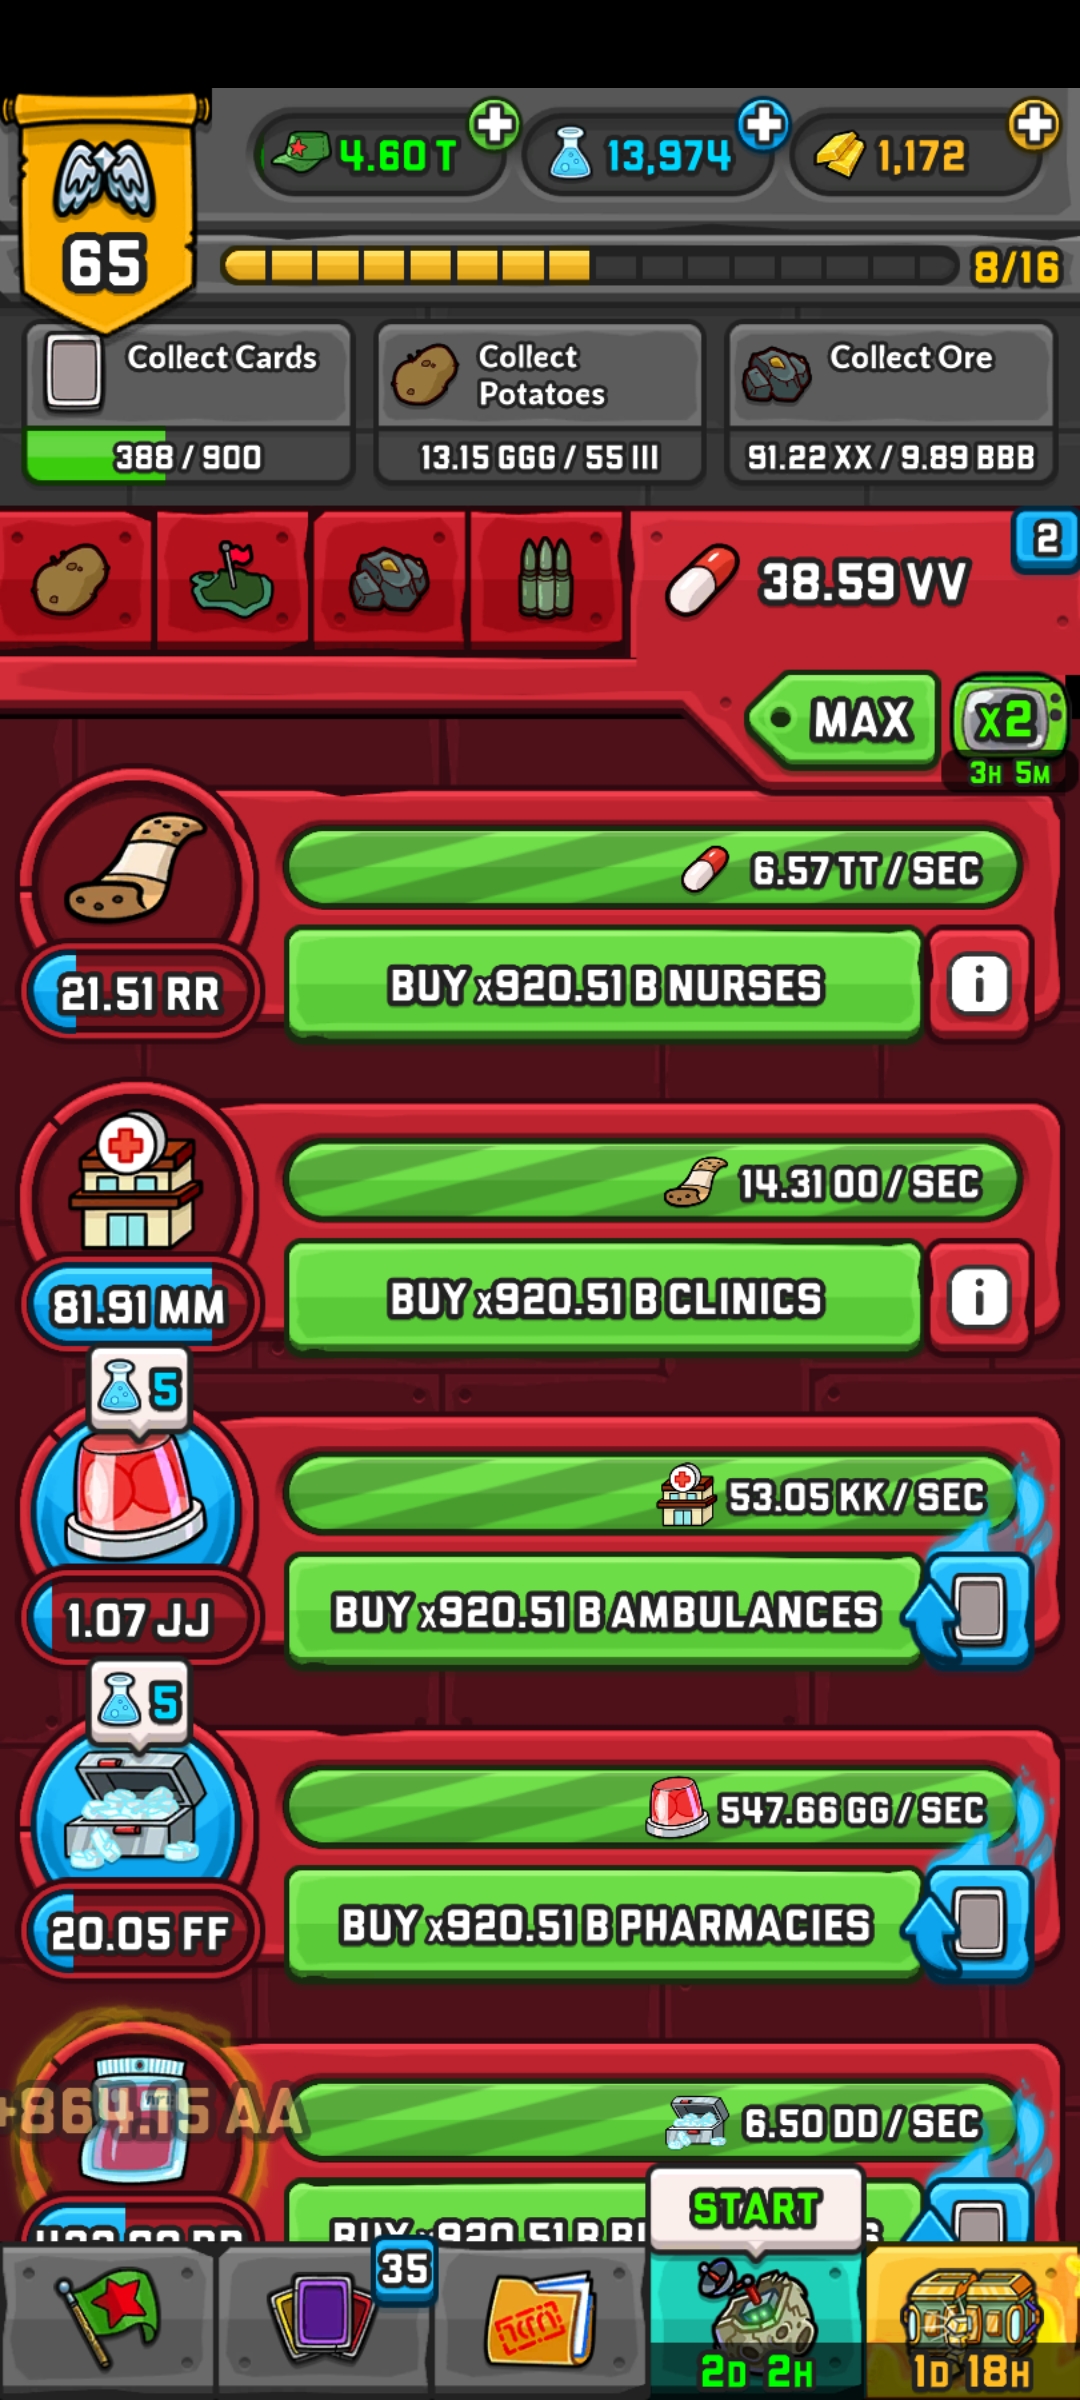 4.60 T
13,974
1,172
65
8/16
Collect Cards
388 / 900
Collect
Potatoes
13.15 GGG / 55 III
Collect Ore
91.22 XX / 9.89 BBB
38.59 VV
2
MAX
x2
3H 5M
6.57 TT / SEC
21.51 RR
BUY x920.51 B NURSES
i
14.31 OO / SEC
81.91 MM
BUY x920.51 B CLINICS
i
5
53.05 KK / SEC
1.07 JJ
BUY x920.51 B AMBULANCES
5
547.66 GG / SEC
20.05 FF
BUY x920.51 B PHARMACIES
+864.15 AA
6.50 DD / SEC
START
35
2D 2H
1D 18H